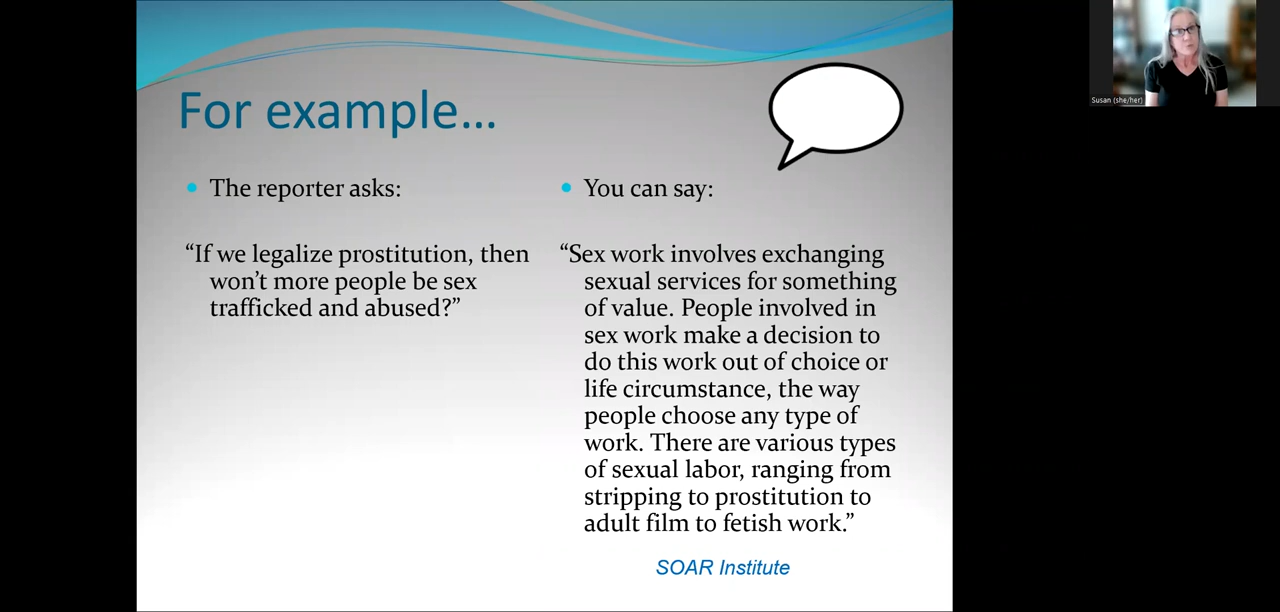 For example…
The reporter asks:
“If we legalize prostitution, then
won’t more people be sex
trafficked and abused?”
You can say:
“Sex work involves exchanging
sexual services for something
of value. People involved in
sex work make a decision to
do this work out of choice or
life circumstance, the way
people choose any type of
work. There are various types
of sexual labor, ranging from
stripping to prostitution to
adult film to fetish work.”
SOAR Institute
Susan (she/her)